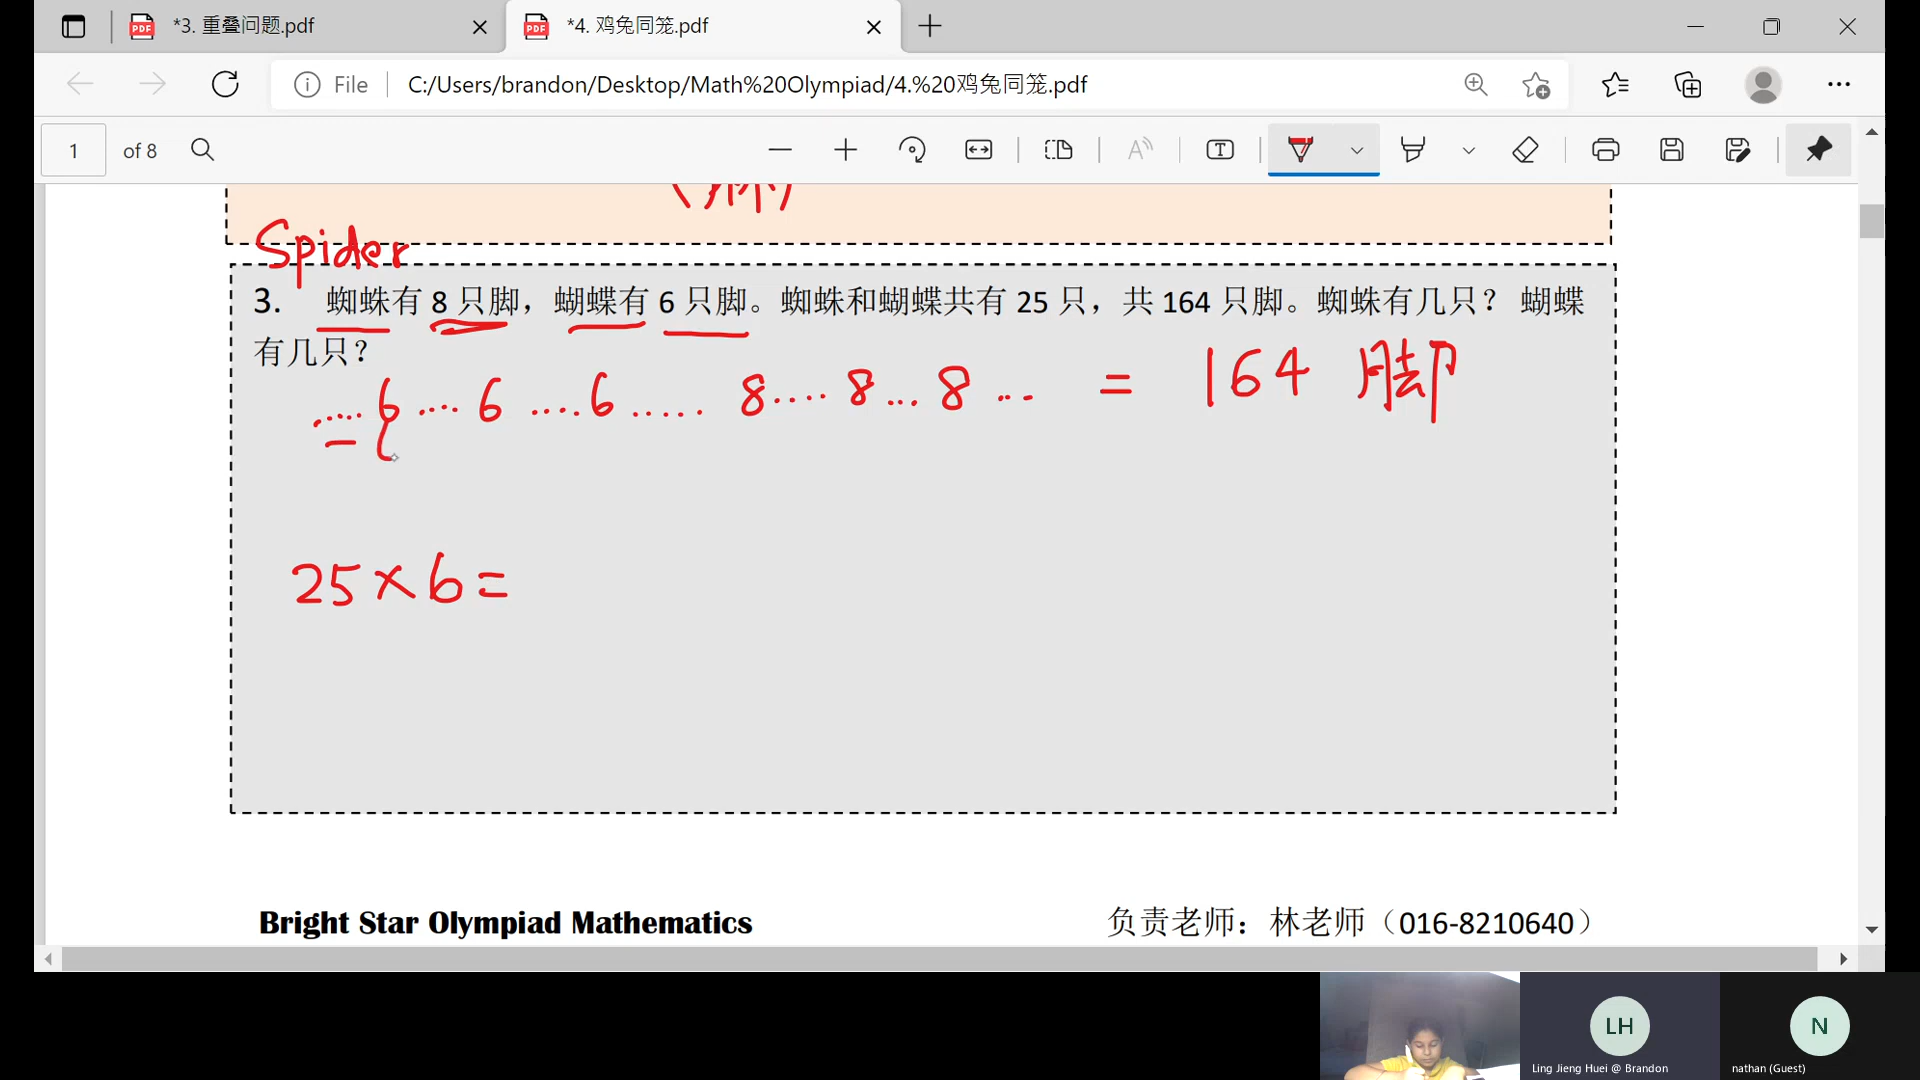 *3. 重叠问题.pdf
*4. 鸡兔同笼.pdf
File C:/Users/brandon/Desktop/Math%20Olympiad/4.%20鸡兔同笼.pdf
1 of 8
Spider
3. 蜘蛛有 8 只脚，蝴蝶有 6 只脚。蜘蛛和蝴蝶共有 25 只，共 164 只脚。蜘蛛有几只？ 蝴蝶
有几只？
..... 6 .... 6 ..... 6 ..... 8 .... 8 ... 8 ... = 164 脚
25 × 6 =
Bright Star Olympiad Mathematics 负责老师：林老师（016-8210640）
LH
N
Ling Jieng Huei @ Brandon
nathan (Guest)